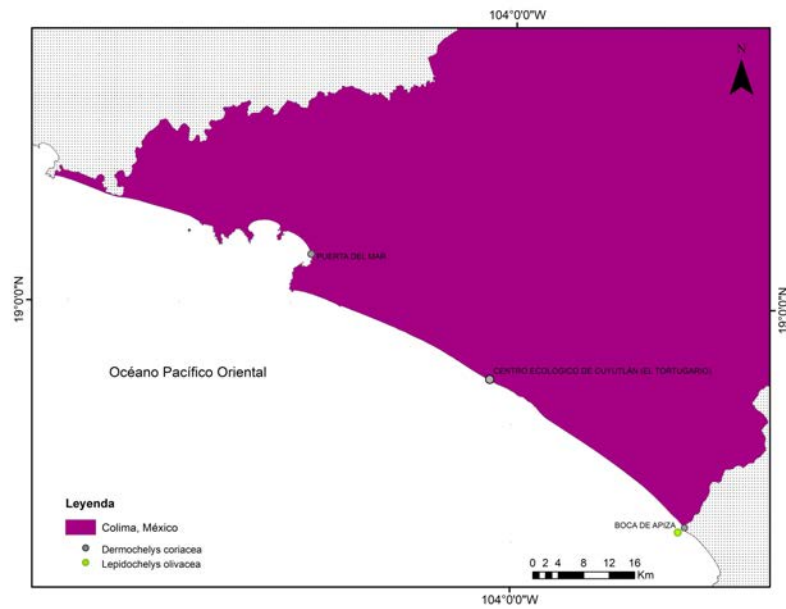 104°0'0"W
N
PUERTA DEL MAR
19°0'0"N
19°0'0"N
CENTRO ECOLÓGICO DE CUYUTLÁN (EL TORTUGARIO)
Océano Pacífico Oriental
Leyenda
Colima, México
Dermochelys coriacea
Lepidochelys olivacea
BOCA DE APIZA
0 2 4 8 12 16
Km
104°0'0"W